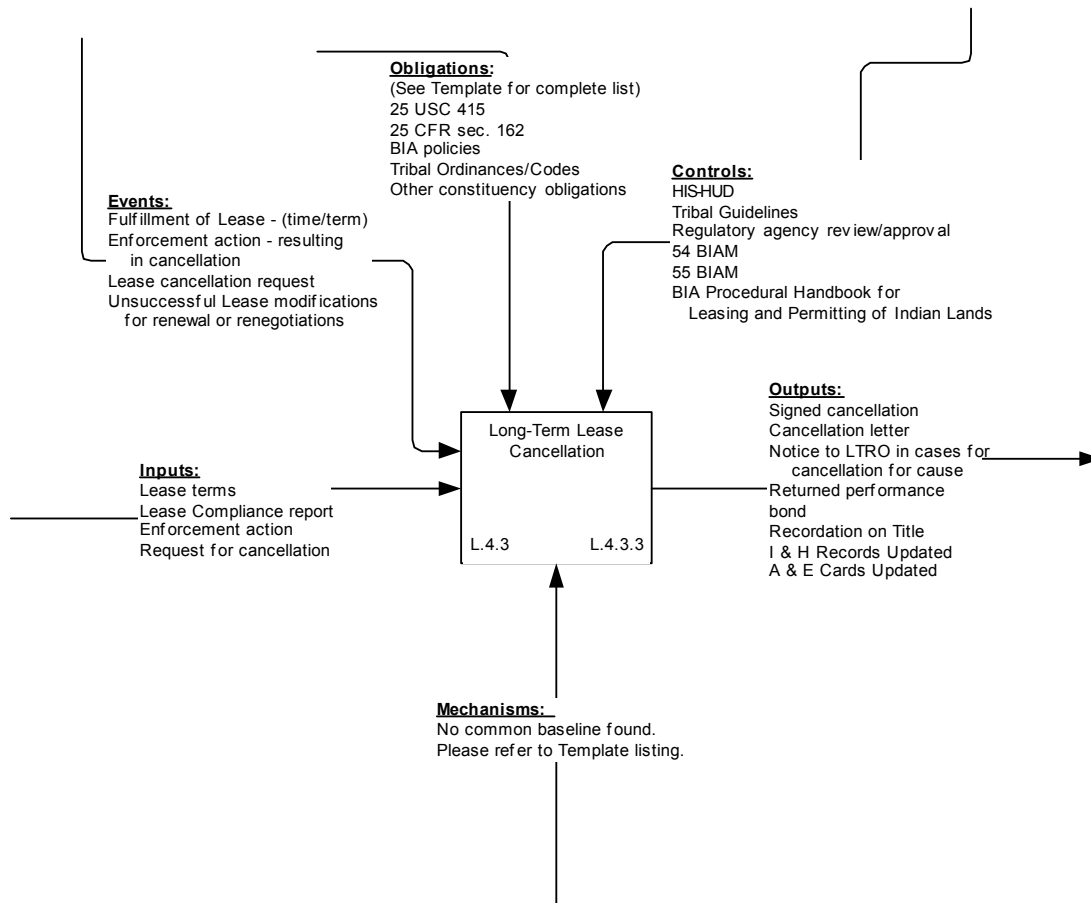 Obligations:
(See Template for complete list)
25 USC 415
25 CFR sec. 162
BIA policies
Tribal Ordinances/Codes
Other constituency obligations
Controls:
HIS-HUD
Tribal Guidelines
Regulatory agency review/approval
54 BIAM
55 BIAM
BIA Procedural Handbook for
Leasing and Permitting of Indian Lands
Events:
Fulfillment of Lease - (time/term)
Enforcement action - resulting
in cancellation
Lease cancellation request
Unsuccessful Lease modifications
for renewal or renegotiations
Inputs:
Lease terms
Lease Compliance report
Enforcement action
Request for cancellation
Long-Term Lease
Cancellation
L.4.3 L.4.3.3
Outputs:
Signed cancellation
Cancellation letter
Notice to LTRO in cases for
cancellation for cause
Returned performance
bond
Recordation on Title
I & H Records Updated
A & E Cards Updated
Mechanisms:
No common baseline found.
Please refer to Template listing.